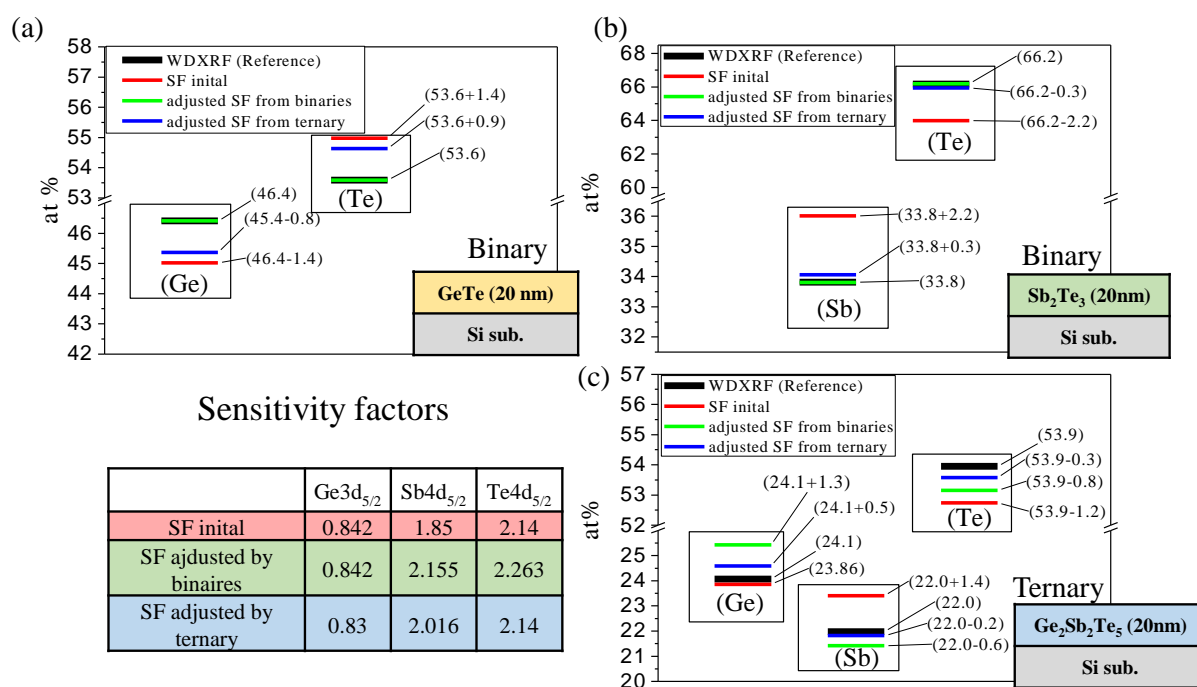 (a)
58
57
56
55
54
53
46
45
44
43
42
at %
WDXRF (Reference)
SF inital
adjusted SF from binaries
adjusted SF from ternary
(53.6+1.4)
(53.6+0.9)
(53.6)
(Te)
(46.4)
(45.4-0.8)
(46.4-1.4)
(Ge)
Binary
GeTe (20 nm)
Si sub.
(b)
68
66
64
62
60
36
35
34
33
32
at%
WDXRF (Reference)
SF inital
adjusted SF from binaries
adjusted SF from ternary
(66.2)
(66.2-0.3)
(66.2-2.2)
(Te)
(33.8+2.2)
(33.8+0.3)
(33.8)
(Sb)
Binary
Sb2Te3 (20nm)
Si sub.
Sensitivity factors
Ge3d5/2 Sb4d5/2 Te4d5/2
SF inital 0.842 1.85 2.14
SF ajdusted by
binaires 0.842 2.155 2.263
SF adjusted by
ternary 0.83 2.016 2.14
(c)
57
56
55
54
53
52
25
24
23
22
21
20
at%
WDXRF (Reference)
SF inital
adjusted SF from binaries
adjusted SF from ternary
(53.9)
(53.9-0.3)
(53.9-0.8)
(53.9-1.2)
(Te)
(24.1+1.3)
(24.1+0.5)
(24.1)
(23.86)
(Ge)
(22.0+1.4)
(22.0)
(22.0-0.2)
(22.0-0.6)
(Sb)
Ternary
Ge2Sb2Te5 (20nm)
Si sub.